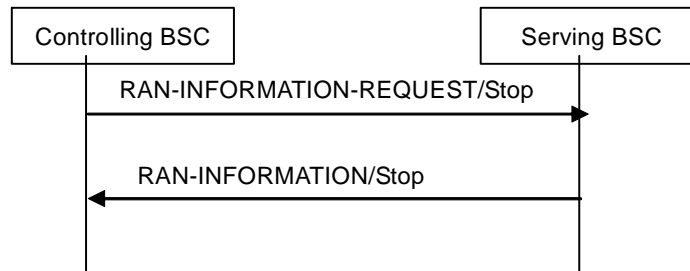 Controlling BSC
Serving BSC
RAN-INFORMATION-REQUEST/Stop
RAN-INFORMATION/Stop